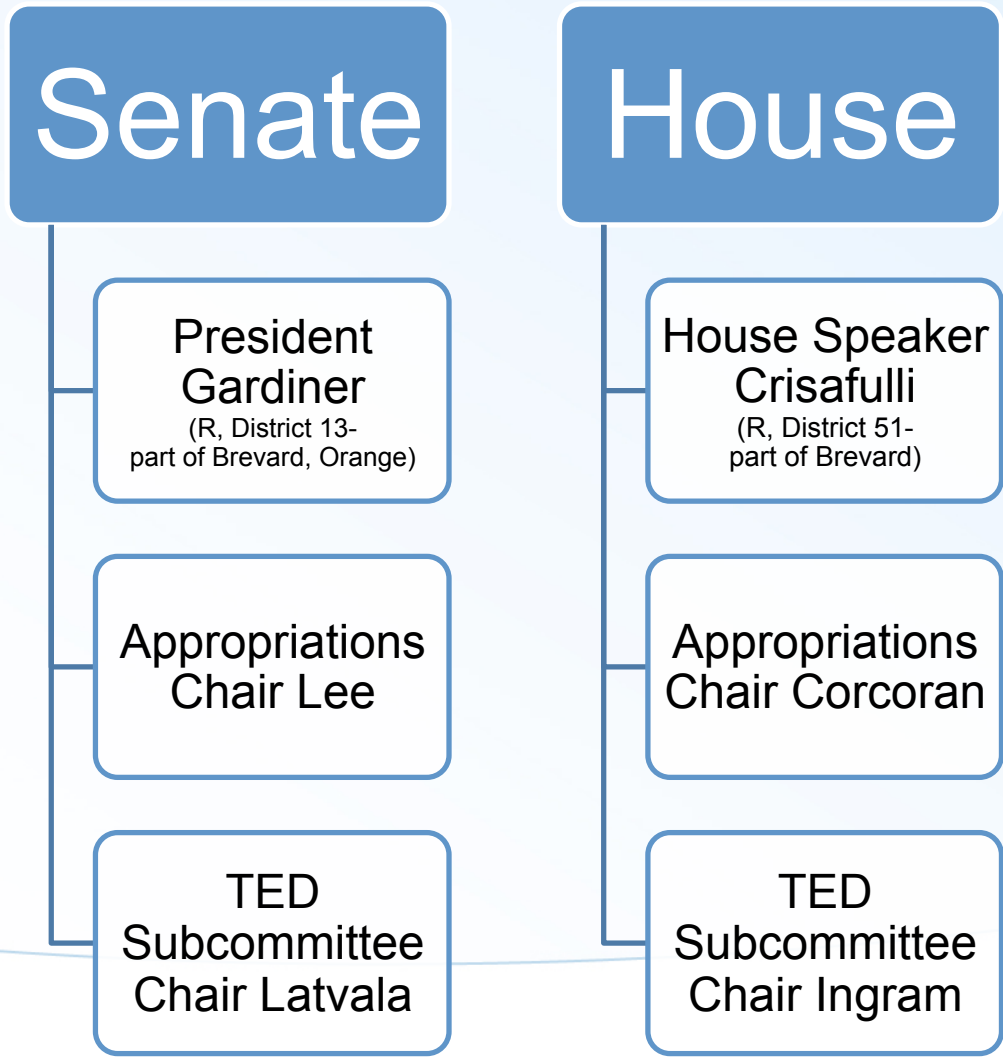 Senate
President
Gardiner
(R, District 13-
part of Brevard, Orange)
Appropriations
Chair Lee
TED
Subcommittee
Chair Latvala
House
House Speaker
Crisafulli
(R, District 51-
part of Brevard)
Appropriations
Chair Corcoran
TED
Subcommittee
Chair Ingram